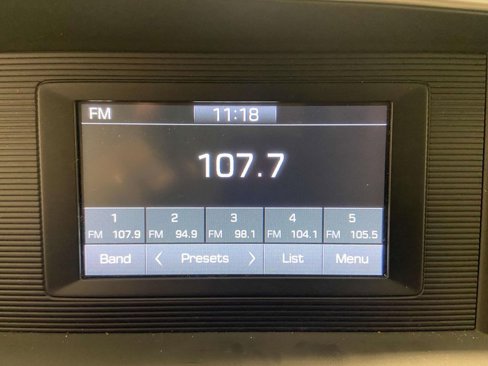 FM 11:18
107.7
1 2 3 4 5
FM 107.9 FM 94.9 FM 98.1 FM 104.1 FM 105.5
Band < Presets > List Menu